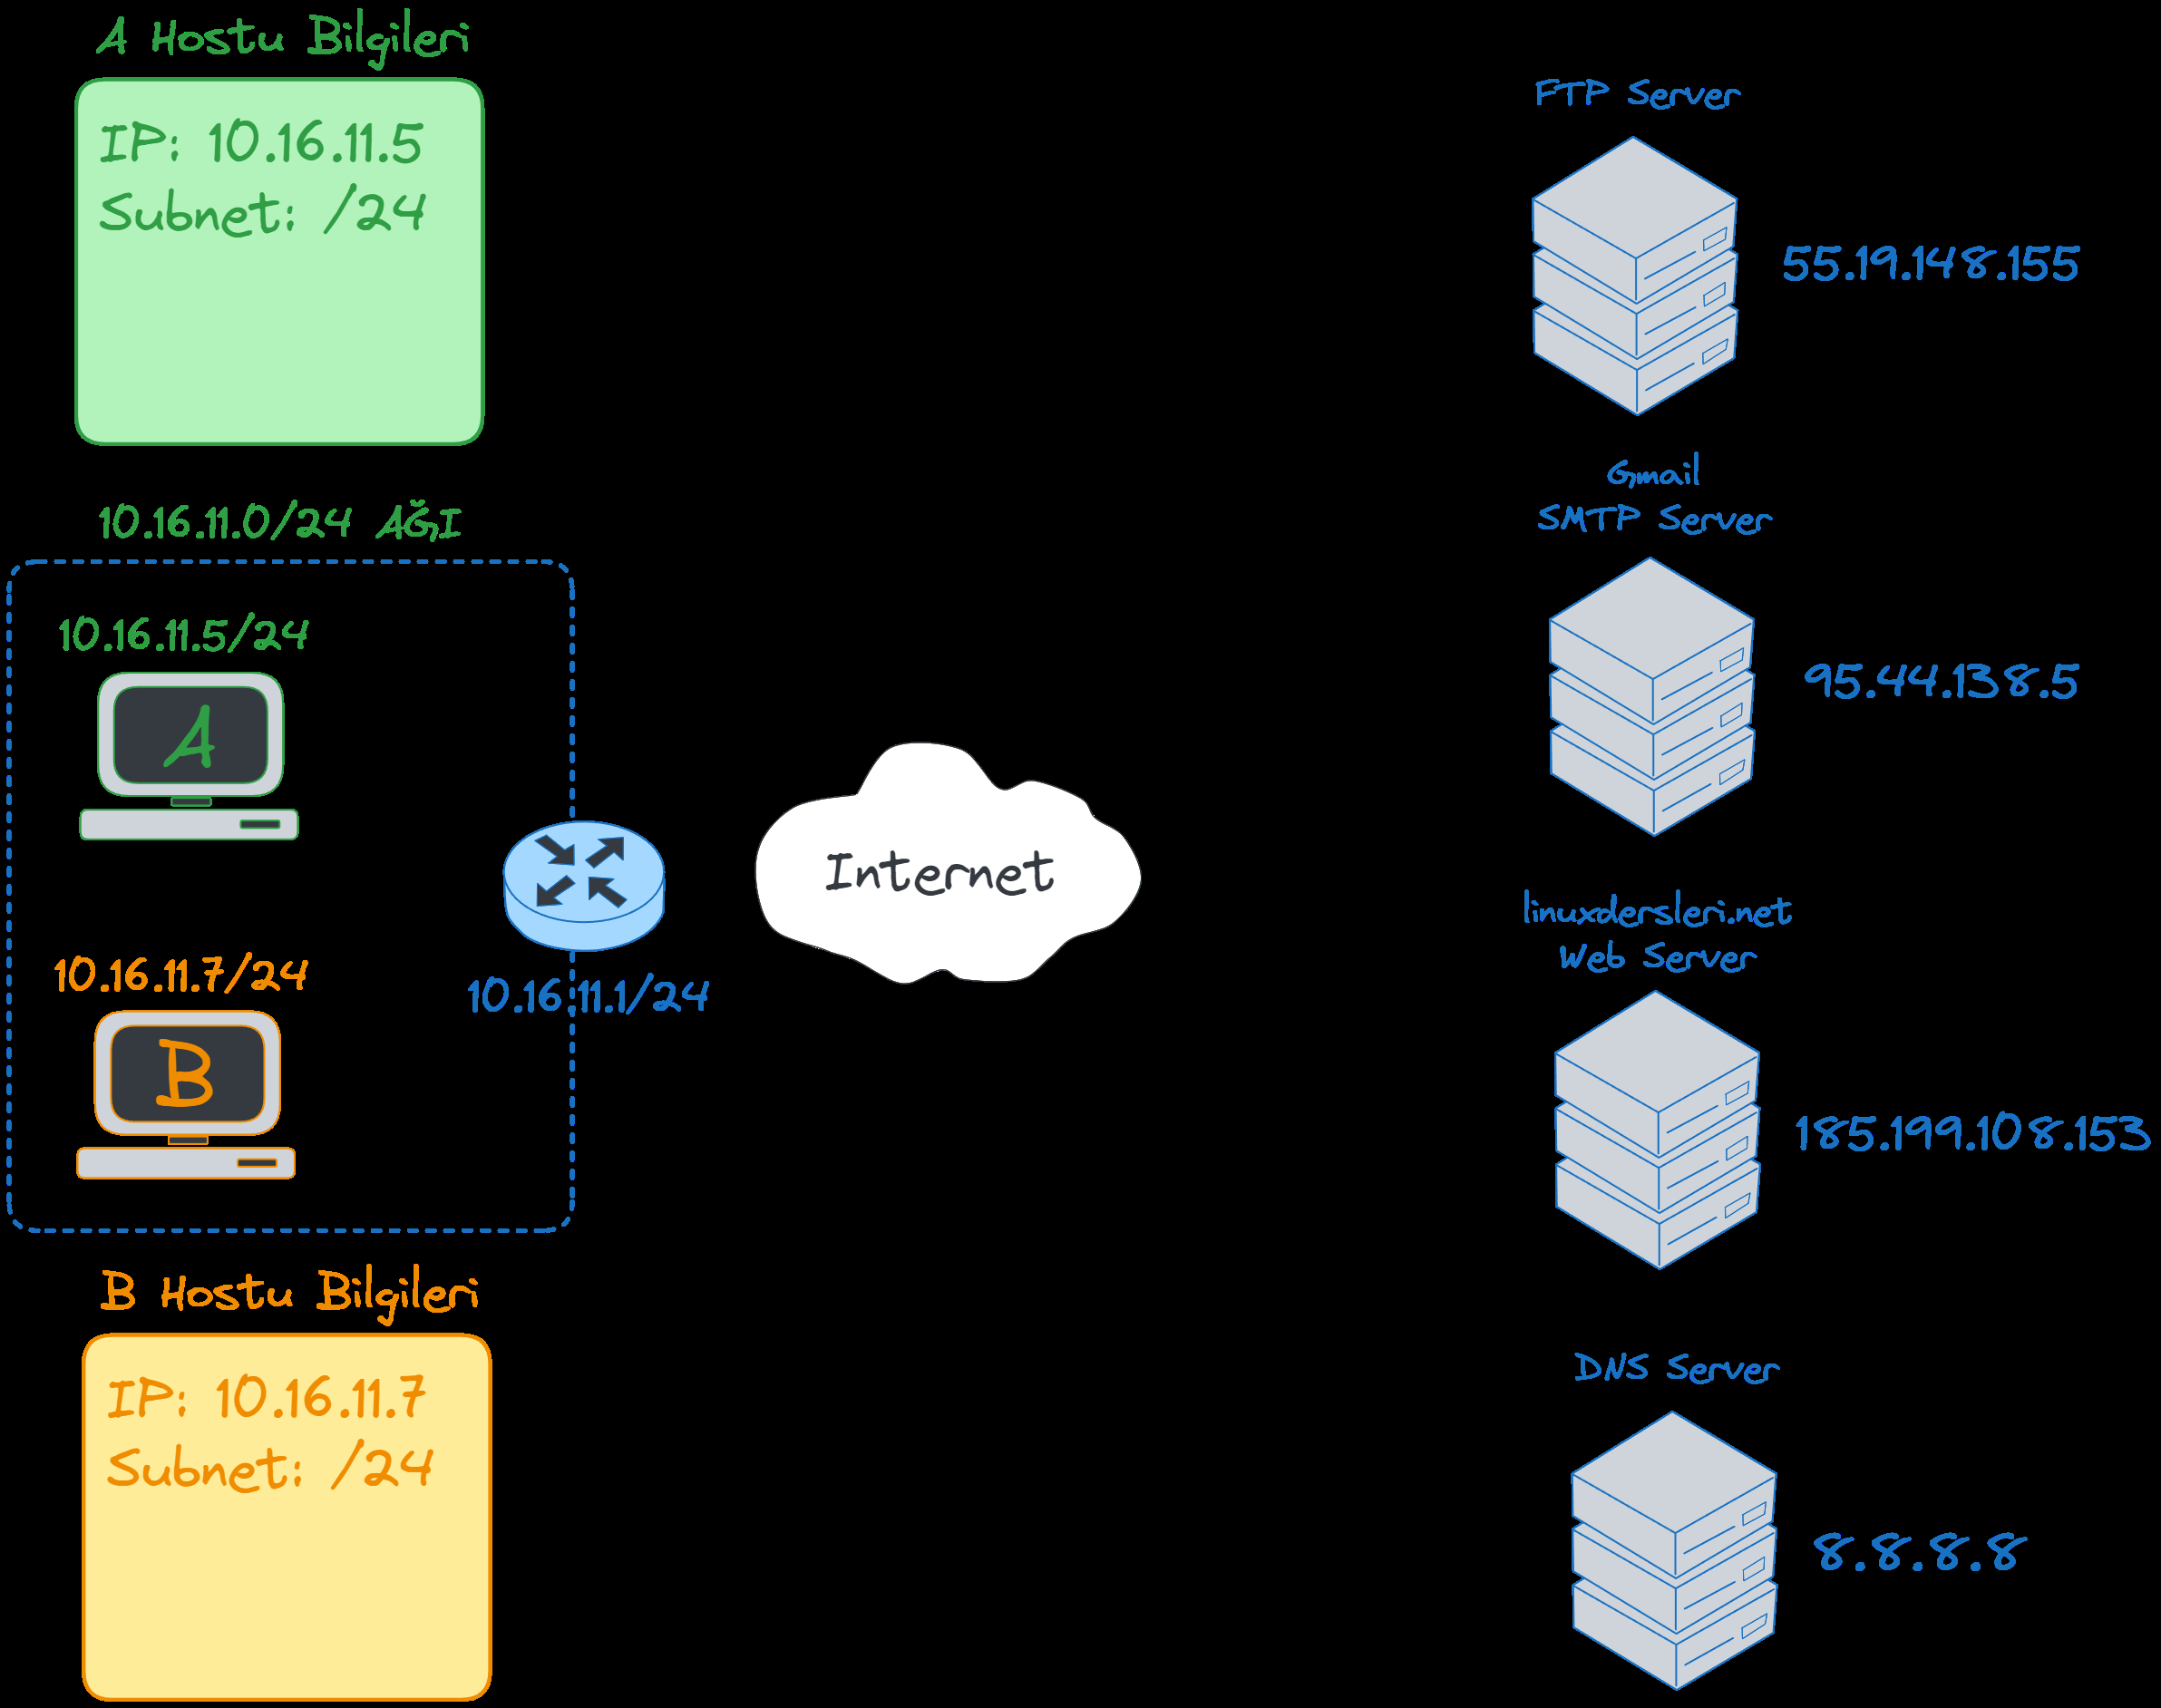 A Hostu Bilgileri
IP: 10.16.11.5
Subnet: /24
10.16.11.0/24 AĞI
10.16.11.5/24
A
10.16.11.7/24
B
10.16.11.1/24
B Hostu Bilgileri
IP: 10.16.11.7
Subnet: /24
Internet
FTP Server
55.19.148.155
Gmail
SMTP Server
95.44.138.5
linuxdersleri.net
Web Server
185.199.108.153
DNS Server
8.8.8.8